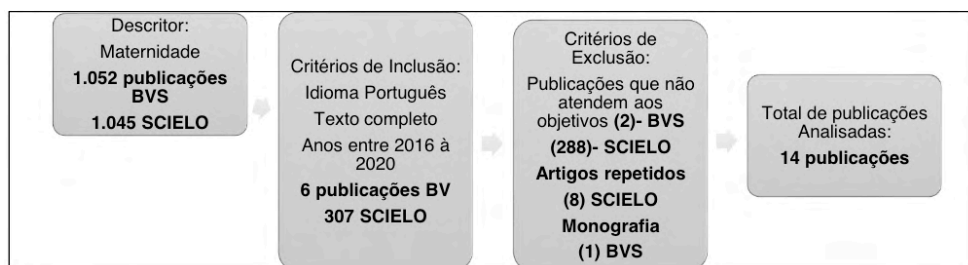 Descritor:
Maternidade
1.052 publicações
BVS
1.045 SCIELO
Critérios de Inclusão:
Idioma Português
Texto completo
Anos entre 2016 à
2020
6 publicações BV
307 SCIELO
Critérios de
Exclusão:
Publicações que não
atendem aos
objetivos (2)- BVS
(288)- SCIELO
Artigos repetidos
(8) SCIELO
Monografia
(1) BVS
Total de publicações
Analisadas:
14 publicações